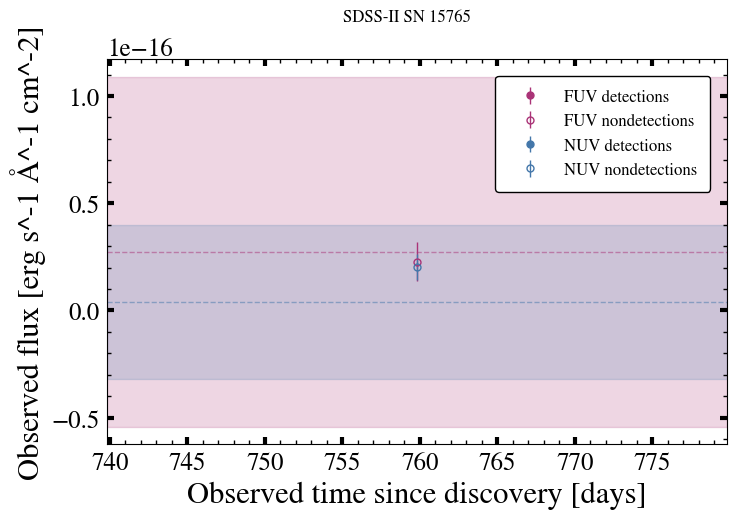 SDSS-II SN 15765
1e−16
1.0
0.5
0.0
−0.5
Observed flux [erg s^-1 Å^-1 cm^-2]
FUV detections
FUV nondetections
NUV detections
NUV nondetections
740 745 750 755 760 765 770 775
Observed time since discovery [days]